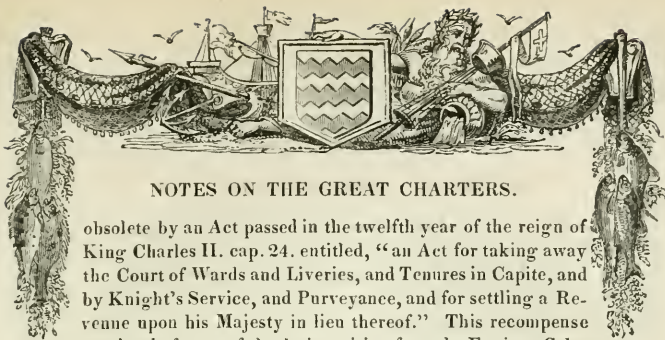 NOTES ON THE GREAT CHARTERS.
obsolete by an Act passed in the twelfth year of the reign of
King Charles II. cap. 24. entitled, “an Act for taking away
the Court of Wards and Liveries, and Tenures in Capite, and
by Knight's Service, and Purveyance, and for settling a Re-
venue upon his Majesty in lieu thereof.” This recompense